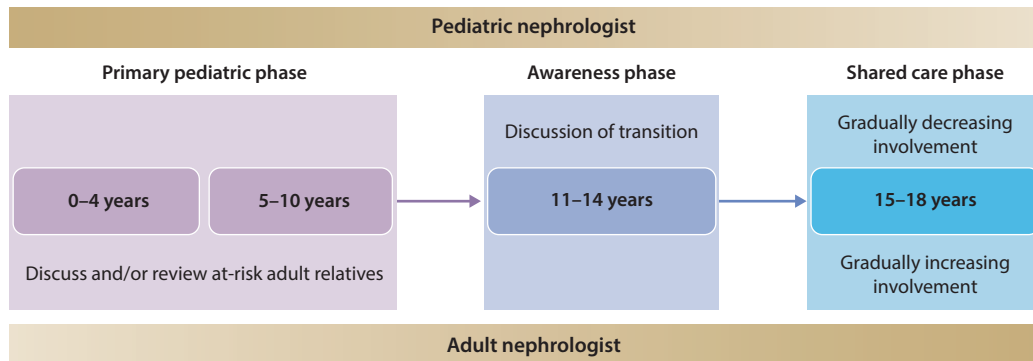 Pediatric nephrologist
Primary pediatric phase
Awareness phase
Shared care phase
Discussion of transition
Gradually decreasing
involvement
0–4 years
5–10 years
11–14 years
15–18 years
Discuss and/or review at-risk adult relatives
Gradually increasing
involvement
Adult nephrologist